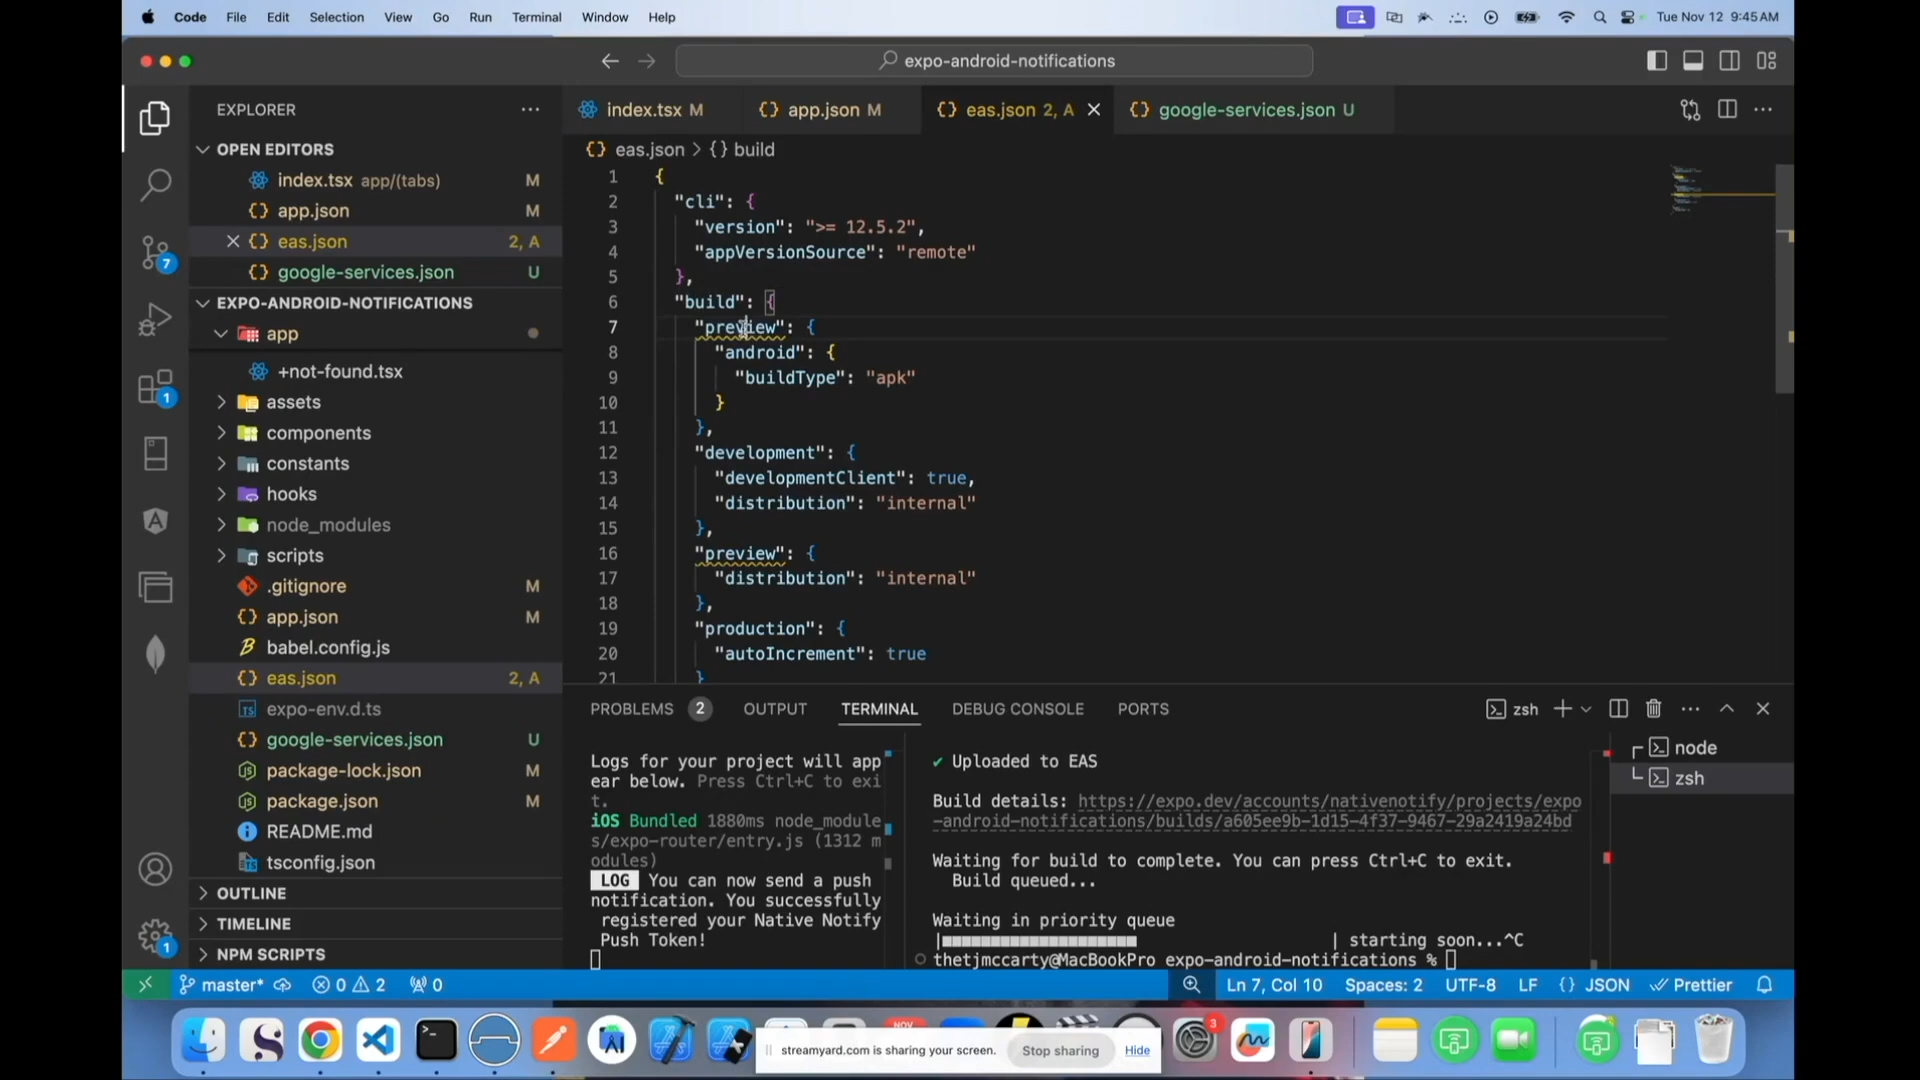 Code File Edit Selection View Go Run Terminal Window Help
Tue Nov 12 9:45 AM
expo-android-notifications
EXPLORER
OPEN EDITORS
index.tsx app/(tabs) M
app.json M
eas.json 2, A
google-services.json U
EXPO-ANDROID-NOTIFICATIONS
app
+not-found.tsx
assets
components
constants
hooks
node_modules
scripts
.gitignore M
app.json M
babel.config.js
eas.json 2, A
expo-env.d.ts
google-services.json U
package-lock.json M
package.json M
README.md
tsconfig.json
OUTLINE
TIMELINE
NPM SCRIPTS
7
1
1
index.tsx M
app.json M
eas.json 2, A
google-services.json U
eas.json > {} build
1 {
2 "cli": {
3 "version": ">= 12.5.2",
4 "appVersionSource": "remote"
5 },
6 "build": {
7 "preview": {
8 "android": {
9 "buildType": "apk"
10 }
11 },
12 "development": {
13 "developmentClient": true,
14 "distribution": "internal"
15 },
16 "preview": {
17 "distribution": "internal"
18 },
19 "production": {
20 "autoIncrement": true
21 }
PROBLEMS 2 OUTPUT TERMINAL DEBUG CONSOLE PORTS
zsh
Logs for your project will app
ear below. Press Ctrl+C to exi
t.
iOS Bundled 1880ms node_module
s/expo-router/entry.js (1312 m
odules)
LOG You can now send a push
notification. You successfully
registered your Native Notify
Push Token!
✔ Uploaded to EAS
Build details: https://expo.dev/accounts/nativenotify/projects/expo
-android-notifications/builds/a605ee9b-1d15-4f37-9467-29a2419a24bd
Waiting for build to complete. You can press Ctrl+C to exit.
Build queued...
Waiting in priority queue
|■■■■■■■■■■■■■■■■■■■ | starting soon...^C
thetjmccarty@MacBookPro expo-android-notifications %
node
zsh
master* 0 2 0
Ln 7, Col 10 Spaces: 2 UTF-8 LF {} JSON Prettier
NOV
3
streamyard.com is sharing your screen. Stop sharing Hide